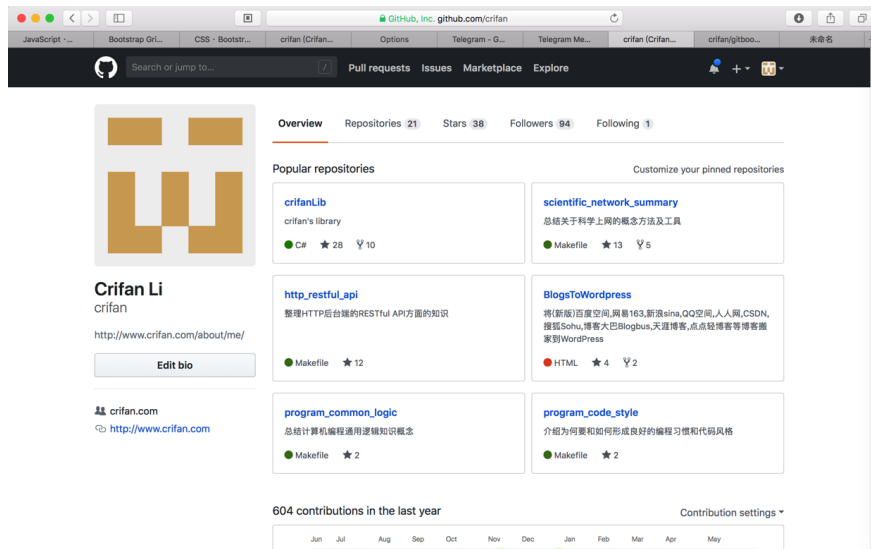 GitHub, Inc. github.com/crifan
JavaScript -...
Bootstrap Gri...
CSS · Bootstr...
crifan (Crifan...
Options
Telegram - G...
Telegram Me...
crifan (Crifan...
crifan/gitboo...
未命名
Search or jump to...
/
Pull requests Issues Marketplace Explore
Overview Repositories 21 Stars 38 Followers 94 Following 1
Popular repositories
Customize your pinned repositories
crifanLib
crifan's library
C# 28 10
scientific_network_summary
总结关于科学上网的概念方法及工具
Makefile 13 5
http_restful_api
整理HTTP后台端的RESTful API方面的知识
Makefile 12
BlogsToWordpress
将(新版)百度空间,网易163,新浪sina,QQ空间,人人网,CSDN,
搜狐Sohu,博客大巴Blogbus,天涯博客,点点轻博客等博客搬
家到WordPress
HTML 4 2
program_common_logic
总结计算机编程通用逻辑知识概念
Makefile 2
program_code_style
介绍为何要和如何形成良好的编程习惯和代码风格
Makefile 2
Crifan Li
crifan
http://www.crifan.com/about/me/
Edit bio
crifan.com
http://www.crifan.com
604 contributions in the last year
Contribution settings
Jun Jul Aug Sep Oct Nov Dec Jan Feb Mar Apr May